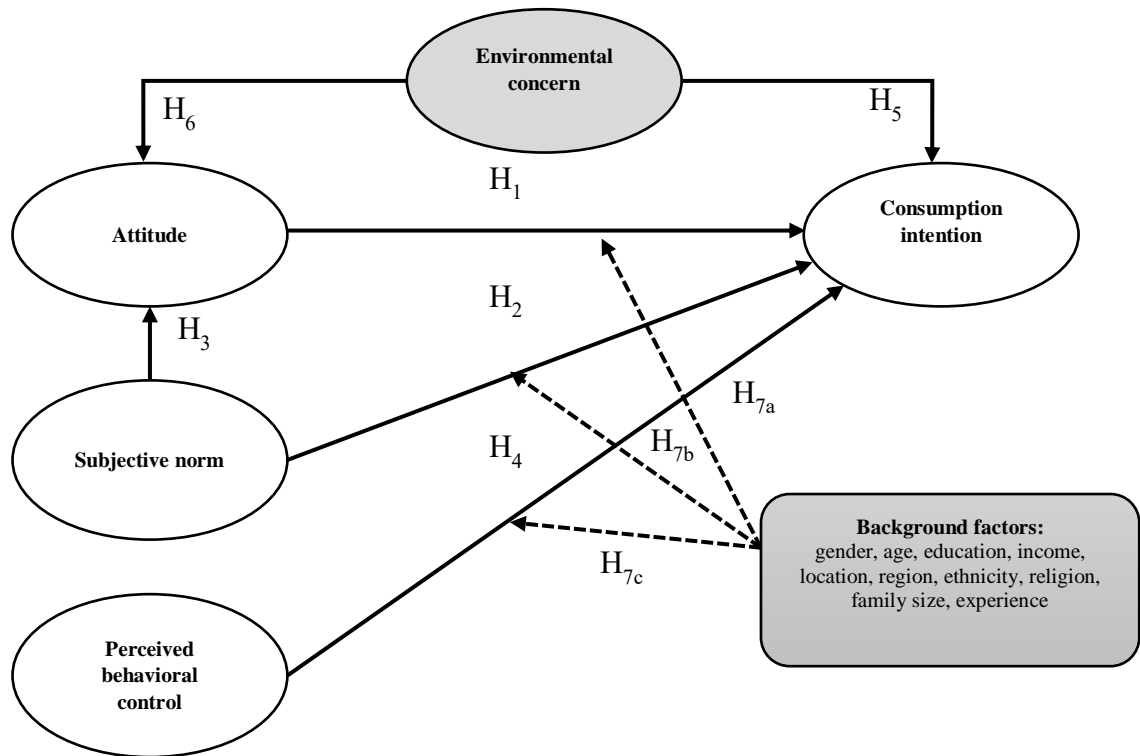 Environmental
concern
H6
H5
H1
Attitude
Consumption
intention
H2
H3
H7a
H4
H7b
Subjective norm
Background factors:
gender, age, education, income,
location, region, ethnicity, religion,
family size, experience
H7c
Perceived
behavioral
control